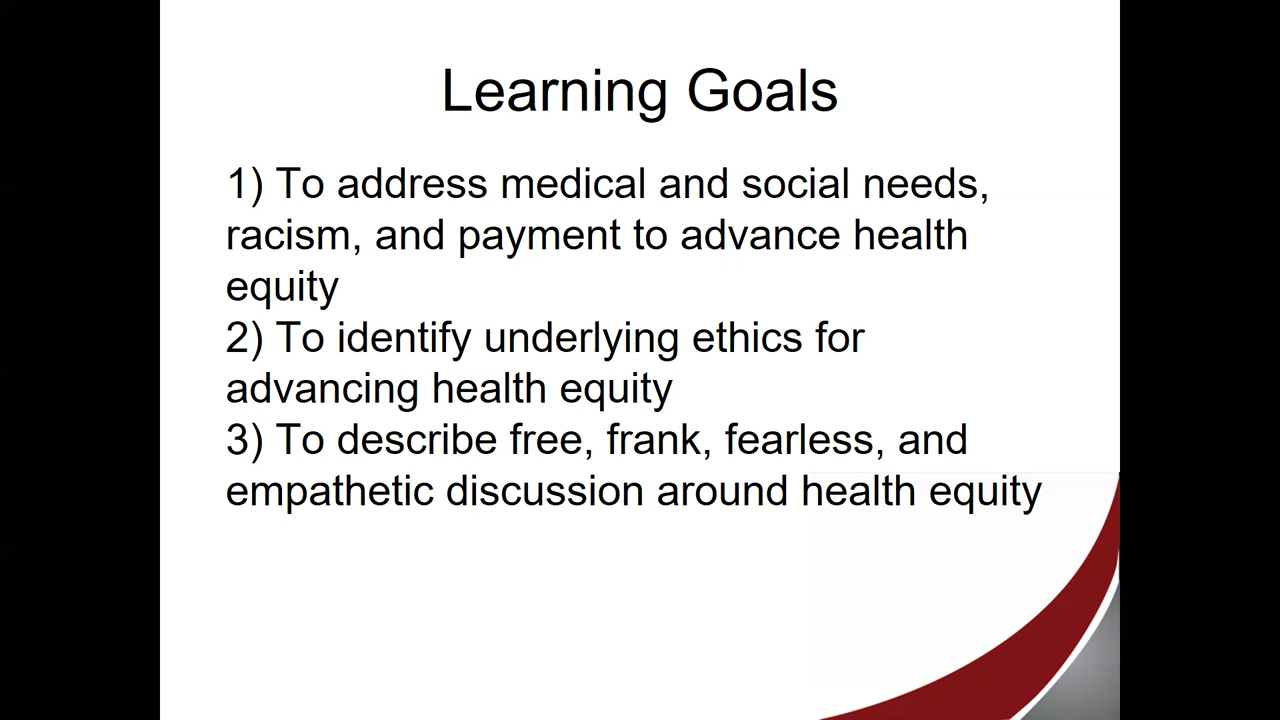 Learning Goals
1) To address medical and social needs,
racism, and payment to advance health
equity
2) To identify underlying ethics for
advancing health equity
3) To describe free, frank, fearless, and
empathetic discussion around health equity